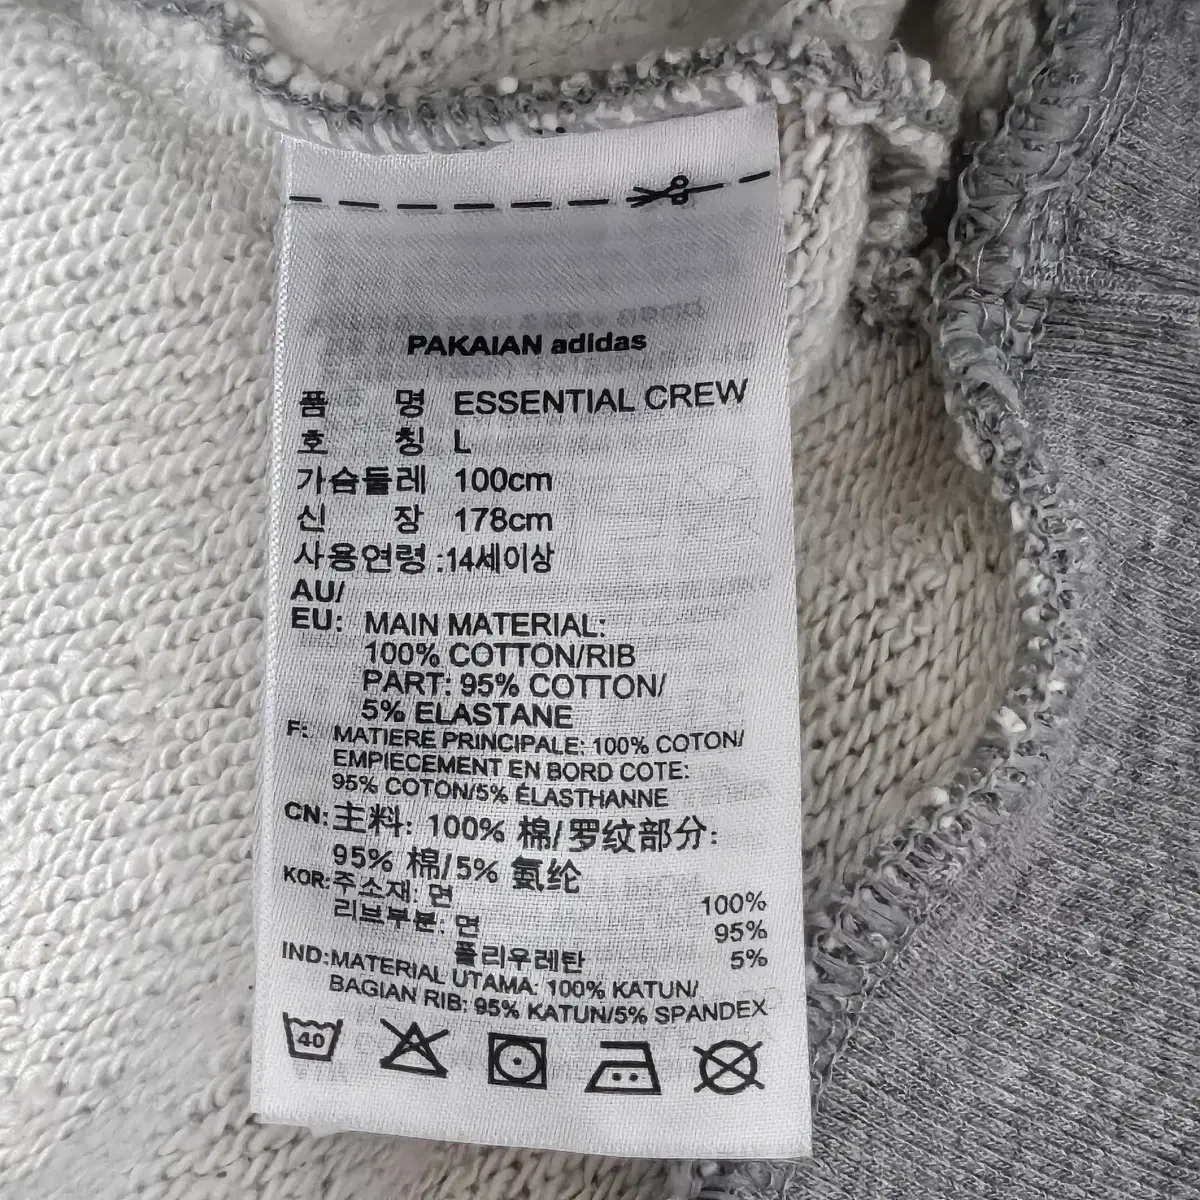 PAKAIAN adidas
품 명 ESSENTIAL CREW
호 칭 L
가슴둘레 100cm
신 장 178cm
사용연령 :14세이상
AU/
EU: MAIN MATERIAL:
100% COTTON/RIB
PART: 95% COTTON/
5% ELASTANE
F: MATIERE PRINCIPALE: 100% COTON/
EMPIECEMENT EN BORD COTE:
95% COTON/5% ÉLASTHANNE
CN: 主料: 100% 棉/罗纹部分:
95% 棉/5% 氨纶
KOR: 주소재: 면 100%
리브부분: 면 95%
폴리우레탄 5%
IND: MATERIAL UTAMA: 100% KATUN/
BAGIAN RIB: 95% KATUN/5% SPANDEX
40